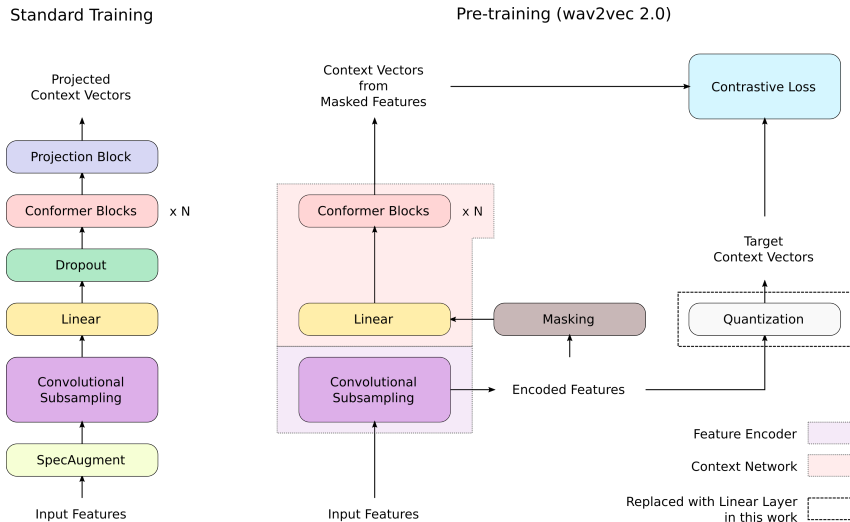 Standard Training
Projected
Context Vectors
Projection Block
Conformer Blocks
x N
Dropout
Linear
Convolutional
Subsampling
SpecAugment
Input Features
Pre-training (wav2vec 2.0)
Context Vectors
from
Masked Features
Contrastive Loss
Conformer Blocks
x N
Target
Context Vectors
Linear
Masking
Quantization
Convolutional
Subsampling
Encoded Features
Input Features
Feature Encoder
Context Network
Replaced with Linear Layer
in this work